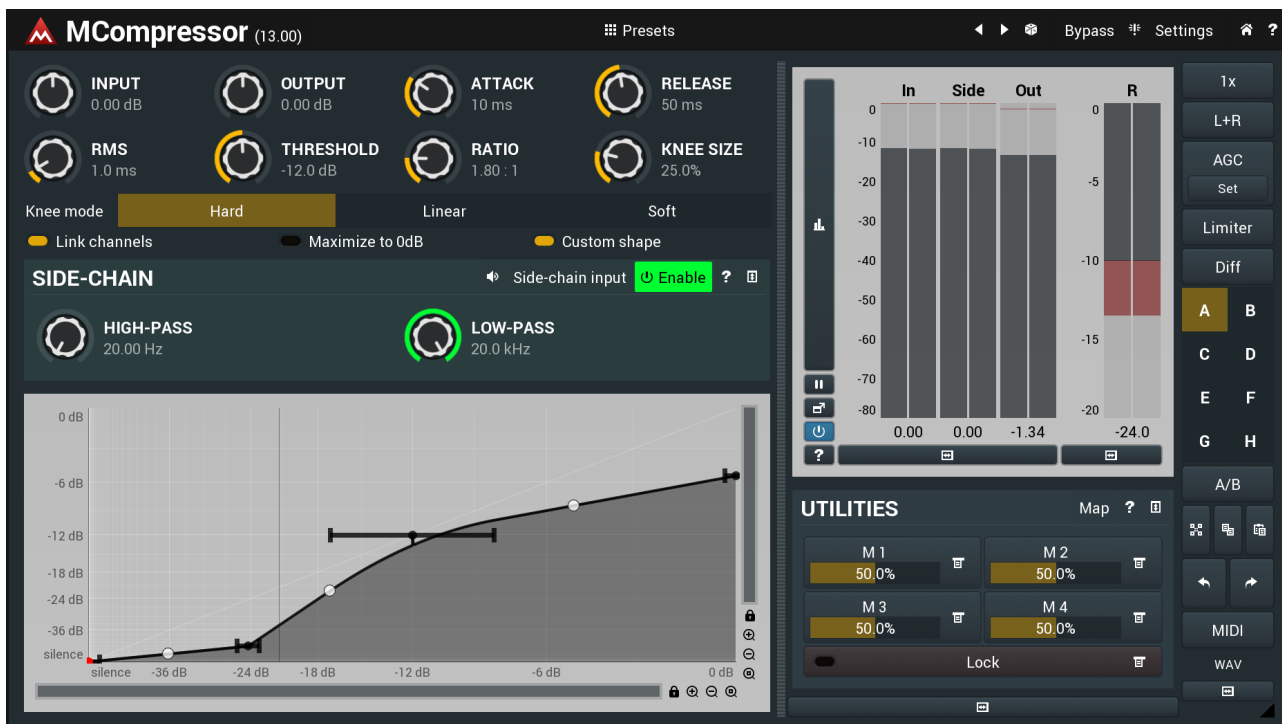 MCompressor (13.00)
Presets
Bypass
Settings
?
INPUT
0.00 dB
OUTPUT
0.00 dB
ATTACK
10 ms
RELEASE
50 ms
RMS
1.0 ms
THRESHOLD
-12.0 dB
RATIO
1.80 : 1
KNEE SIZE
25.0%
Knee mode
Hard
Linear
Soft
Link channels
Maximize to 0dB
Custom shape
SIDE-CHAIN
Side-chain input
Enable
?
HIGH-PASS
20.00 Hz
LOW-PASS
20.0 kHz
0 dB
-6 dB
-12 dB
-18 dB
-24 dB
-36 dB
silence
silence
-36 dB
-24 dB
-18 dB
-12 dB
-6 dB
0 dB
In
Side
Out
R
0
-10
-20
-30
-40
-50
-60
-70
-80
0
-5
-10
-15
-20
0.00
0.00
-1.34
-24.0
?
UTILITIES
Map
?
M 1
50.0%
M 2
50.0%
M 3
50.0%
M 4
50.0%
Lock
1x
L+R
AGC
Set
Limiter
Diff
A
B
C
D
E
F
G
H
A/B
MIDI
WAV